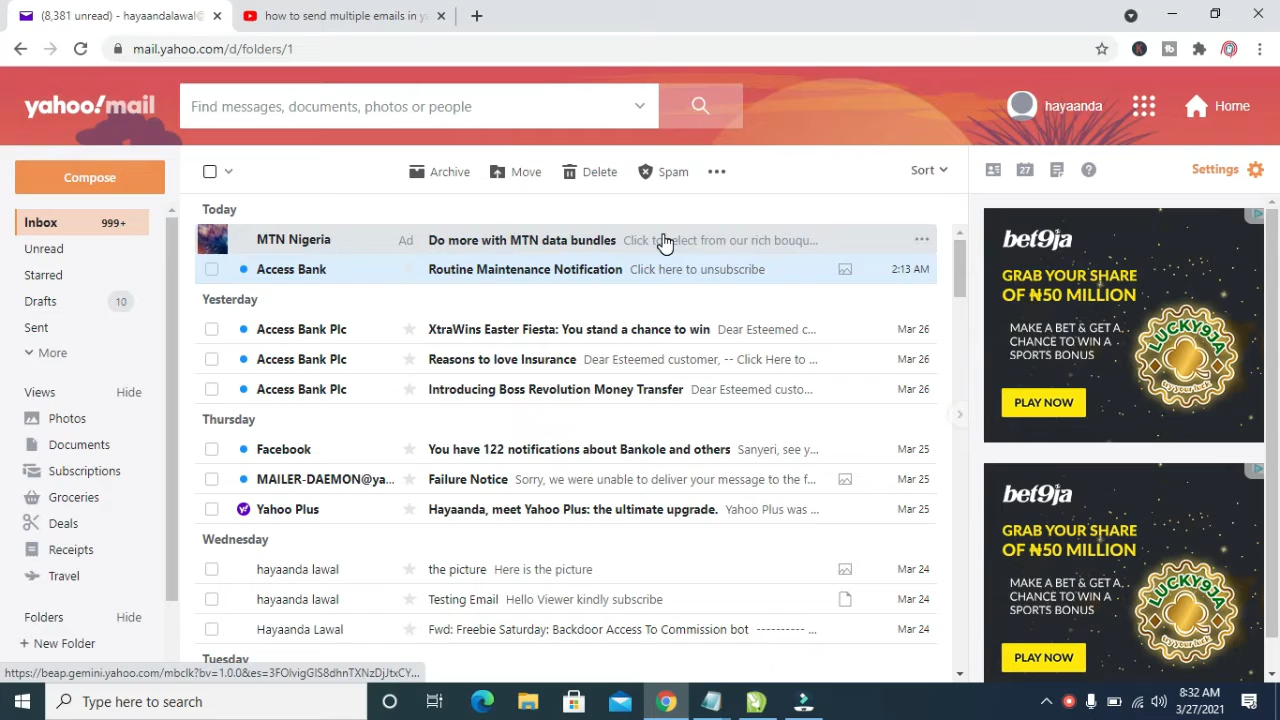 (8,381 unread) - hayaandalawal@
how to send multiple emails in y
mail.yahoo.com/d/folders/1
yahoo!mail
Find messages, documents, photos or people
hayaanda
Home
Compose
Archive
Move
Delete
Spam
Sort
27
Settings
Inbox 999+
Unread
Starred
Drafts 10
Sent
More
Views Hide
Photos
Documents
Subscriptions
Groceries
Deals
Receipts
Travel
Folders Hide
+ New Folder
Today
MTN Nigeria Ad Do more with MTN data bundles Click to select from our rich bouqu...
Access Bank Routine Maintenance Notification Click here to unsubscribe 2:13 AM
Yesterday
Access Bank Plc XtraWins Easter Fiesta: You stand a chance to win Dear Esteemed c... Mar 26
Access Bank Plc Reasons to love Insurance Dear Esteemed customer, -- Click Here to ... Mar 26
Access Bank Plc Introducing Boss Revolution Money Transfer Dear Esteemed custo... Mar 26
Thursday
Facebook You have 122 notifications about Bankole and others Sanyeri, see y... Mar 25
MAILER-DAEMON@ya... Failure Notice Sorry, we were unable to deliver your message to the f... Mar 25
Yahoo Plus Hayaanda, meet Yahoo Plus: the ultimate upgrade. Yahoo Plus was ... Mar 25
Wednesday
hayaanda lawal the picture Here is the picture Mar 24
hayaanda lawal Testing Email Hello Viewer kindly subscribe Mar 24
Hayaanda Lawal Fwd: Freebie Saturday: Backdoor Access To Commission bot ---------- ... Mar 24
Tuesday
bet9ja
GRAB YOUR SHARE
OF ₦50 MILLION
MAKE A BET & GET A
CHANCE TO WIN A
SPORTS BONUS
PLAY NOW
LUCKY9JA
try your luck
bet9ja
GRAB YOUR SHARE
OF ₦50 MILLION
MAKE A BET & GET A
CHANCE TO WIN A
SPORTS BONUS
PLAY NOW
LUCKY9JA
try your luck
https://beap.gemini.yahoo.com/mbclk?bv=1.0.0&es=3FOlvigGIS8dhnTXNzDjJtxCY...
Type here to search
8:32 AM
3/27/2021